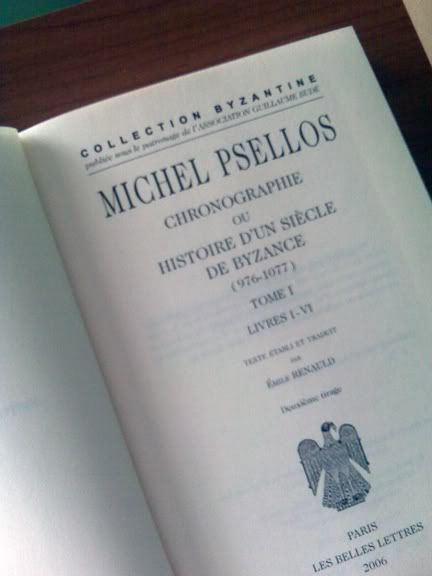 COLLECTION BYZANTINE
publiée sous le patronage de l'ASSOCIATION GUILLAUME BUDÉ
MICHEL PSELLOS
CHRONOGRAPHIE
OU
HISTOIRE D'UN SIÈCLE
DE BYZANCE
(976-1077)
TOME I
LIVRES I-VI
TEXTE ÉTABLI ET TRADUIT
PAR
ÉMILE RENAULD
Deuxième tirage
PARIS
LES BELLES LETTRES
2006